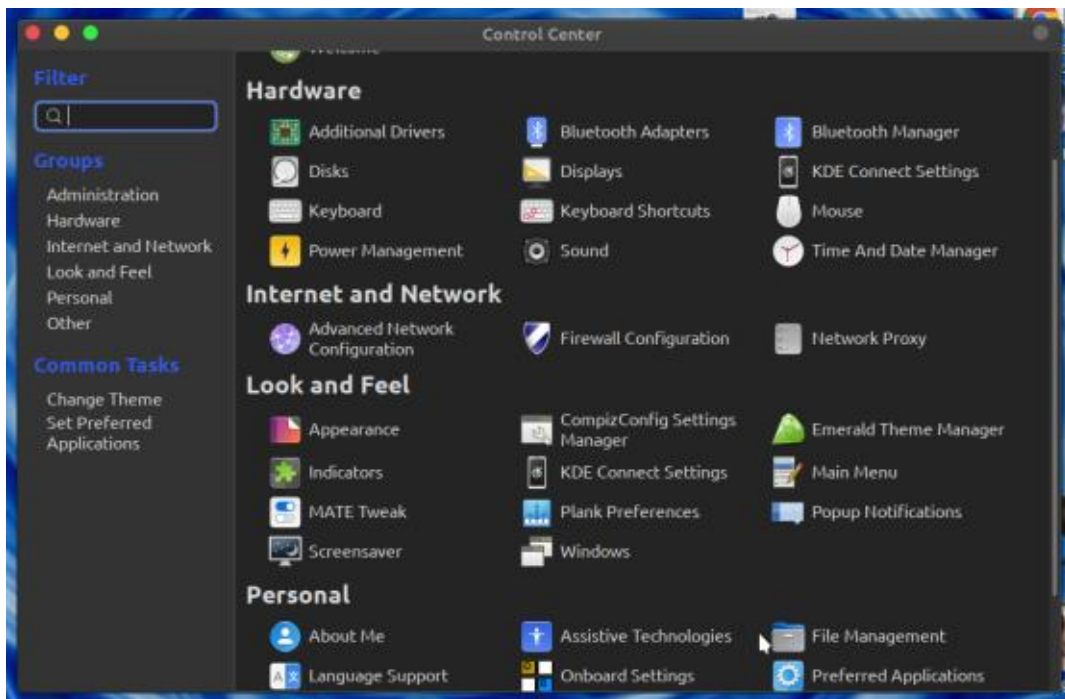 Control Center
Filter
Groups
Administration
Hardware
Internet and Network
Look and Feel
Personal
Other
Common Tasks
Change Theme
Set Preferred
Applications
Welcome
Hardware
Additional Drivers
Bluetooth Adapters
Bluetooth Manager
Disks
Displays
KDE Connect Settings
Keyboard
Keyboard Shortcuts
Mouse
Power Management
Sound
Time And Date Manager
Internet and Network
Advanced Network
Configuration
Firewall Configuration
Network Proxy
Look and Feel
Appearance
CompizConfig Settings
Manager
Emerald Theme Manager
Indicators
KDE Connect Settings
Main Menu
MATE Tweak
Plank Preferences
Popup Notifications
Screensaver
Windows
Personal
About Me
Assistive Technologies
File Management
Language Support
Onboard Settings
Preferred Applications